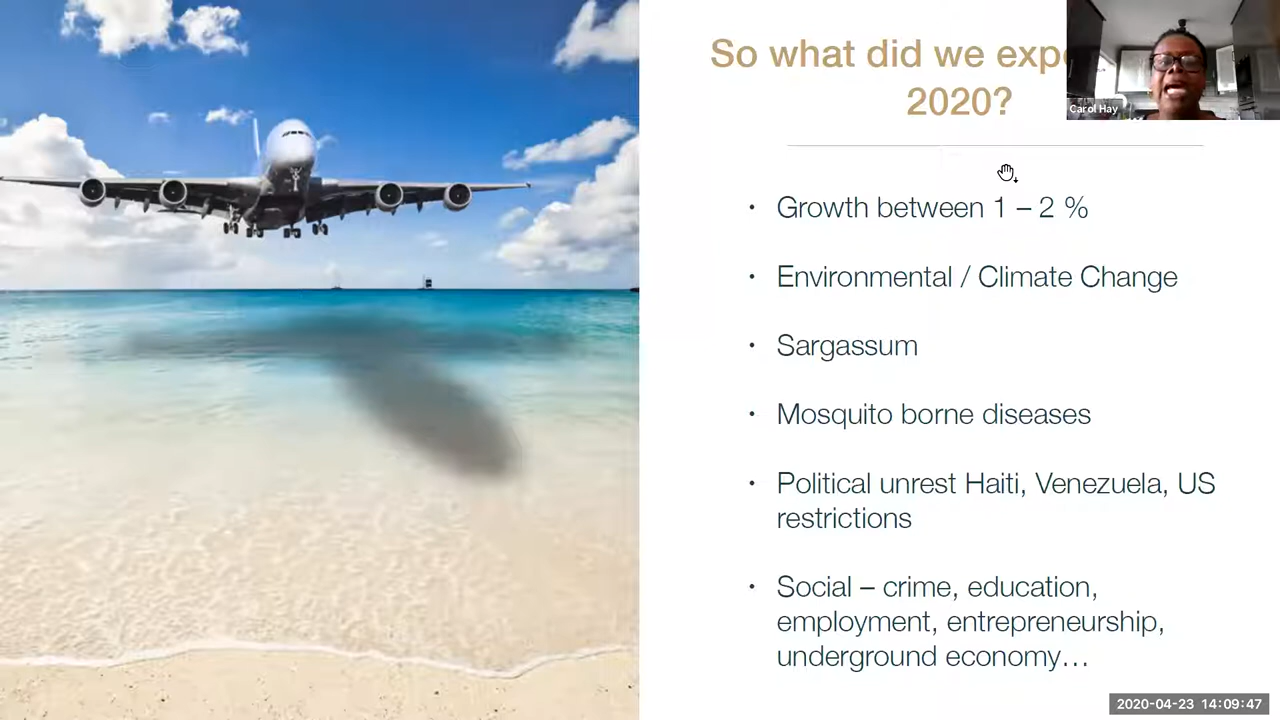 So what did we exp
2020?
Carol Hay
• Growth between 1 – 2 %
• Environmental / Climate Change
• Sargassum
• Mosquito borne diseases
• Political unrest Haiti, Venezuela, US
restrictions
• Social – crime, education,
employment, entrepreneurship,
underground economy…
2020-04-23 14:09:47